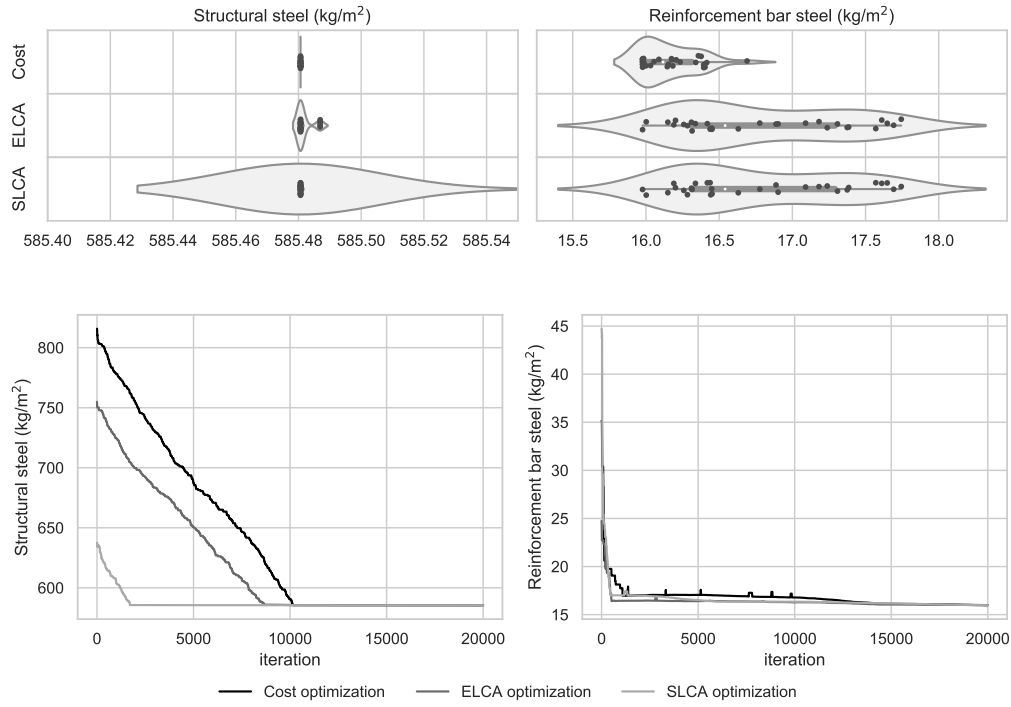 Structural steel (kg/m²) Reinforcement bar steel (kg/m²)
Cost
ELCA
SLCA
585.40 585.42 585.44 585.46 585.48 585.50 585.52 585.54 15.5 16.0 16.5 17.0 17.5 18.0
Structural steel (kg/m²)
800
750
700
650
600
0 5000 10000 15000 20000
iteration
Reinforcement bar steel (kg/m²)
45
40
35
30
25
20
15
0 5000 10000 15000 20000
iteration
Cost optimization ELCA optimization SLCA optimization